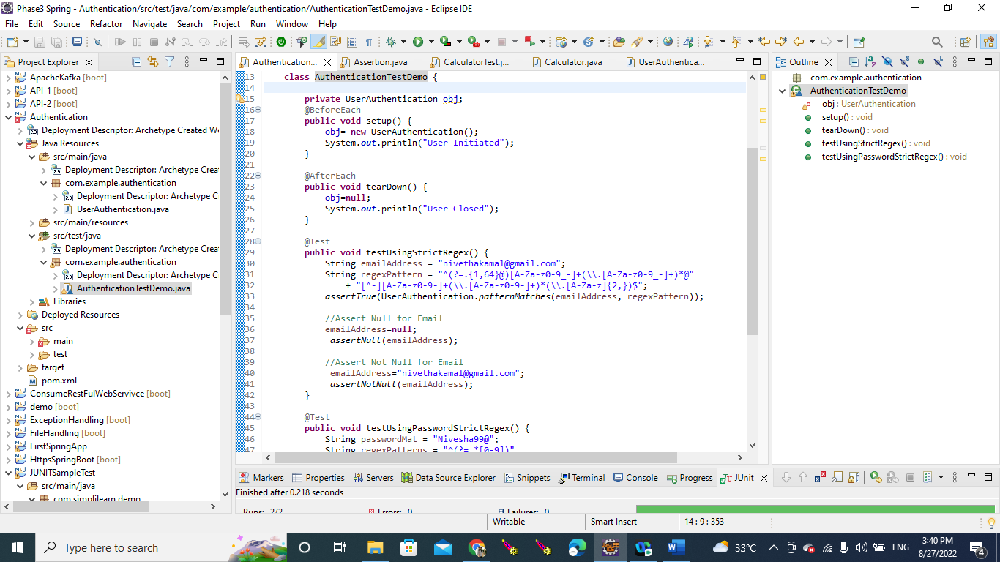 Phase3 Spring - Authentication/src/test/java/com/example/authentication/AuthenticationTestDemo.java - Eclipse IDE
File Edit Source Refactor Navigate Search Project Run Window Help
Project Explorer
ApacheKafka [boot]
API-1 [boot]
API-2 [boot]
Authentication
Deployment Descriptor: Archetype Created We
Java Resources
src/main/java
Deployment Descriptor: Archetype Crea
com.example.authentication
Deployment Descriptor: Archetype C
UserAuthentication.java
src/main/resources
src/test/java
Deployment Descriptor: Archetype Crea
com.example.authentication
Deployment Descriptor: Archetype C
AuthenticationTestDemo.java
Libraries
Deployed Resources
src
main
test
target
pom.xml
ConsumeRestFulWebServivce [boot]
demo [boot]
ExceptionHandling [boot]
FileHandling [boot]
FirstSpringApp
HttpsSpringBoot [boot]
JUNITSampleTest
src/main/java
com.simplilearn.demo
Authentication... Assertion.java CalculatorTest.j... Calculator.java UserAuthentica...
13 class AuthenticationTestDemo {
14
15 private UserAuthentication obj;
16 @BeforeEach
17 public void setup() {
18 obj= new UserAuthentication();
19 System.out.println("User Initiated");
20 }
21
22 @AfterEach
23 public void tearDown() {
24 obj=null;
25 System.out.println("User Closed");
26 }
27
28 @Test
29 public void testUsingStrictRegex() {
30 String emailAddress = "nivethakamal@gmail.com";
31 String regexPattern = "^(?=.{1,64}@)[A-Za-z0-9_-]+(\\.[A-Za-z0-9_-]+)*@"
32 + "[^-][A-Za-z0-9-]+(\\.[A-Za-z0-9-]+)*(\\.[A-Za-z]{2,})$";
33 assertTrue(UserAuthentication.patternMatches(emailAddress, regexPattern));
34
35 //Assert Null for Email
36 emailAddress=null;
37 assertNull(emailAddress);
38
39 //Assert Not Null for Email
40 emailAddress="nivethakamal@gmail.com";
41 assertNotNull(emailAddress);
42 }
43
44 @Test
45 public void testUsingPasswordStrictRegex() {
46 String passwordMat = "Nivesha99@";
47 String regexPatterns = "^(?=.*[0-9])"
Outline
com.example.authentication
AuthenticationTestDemo
obj : UserAuthentication
setup() : void
tearDown() : void
testUsingStrictRegex() : void
testUsingPasswordStrictRegex() : void
Markers Properties Servers Data Source Explorer Snippets Terminal Console Progress JUnit
Finished after 0.218 seconds
Runs: 2/2 Errors: 0 Failures: 0
Writable Smart Insert 14 : 9 : 353
Type here to search
33°C ENG 3:40 PM
8/27/2022
4